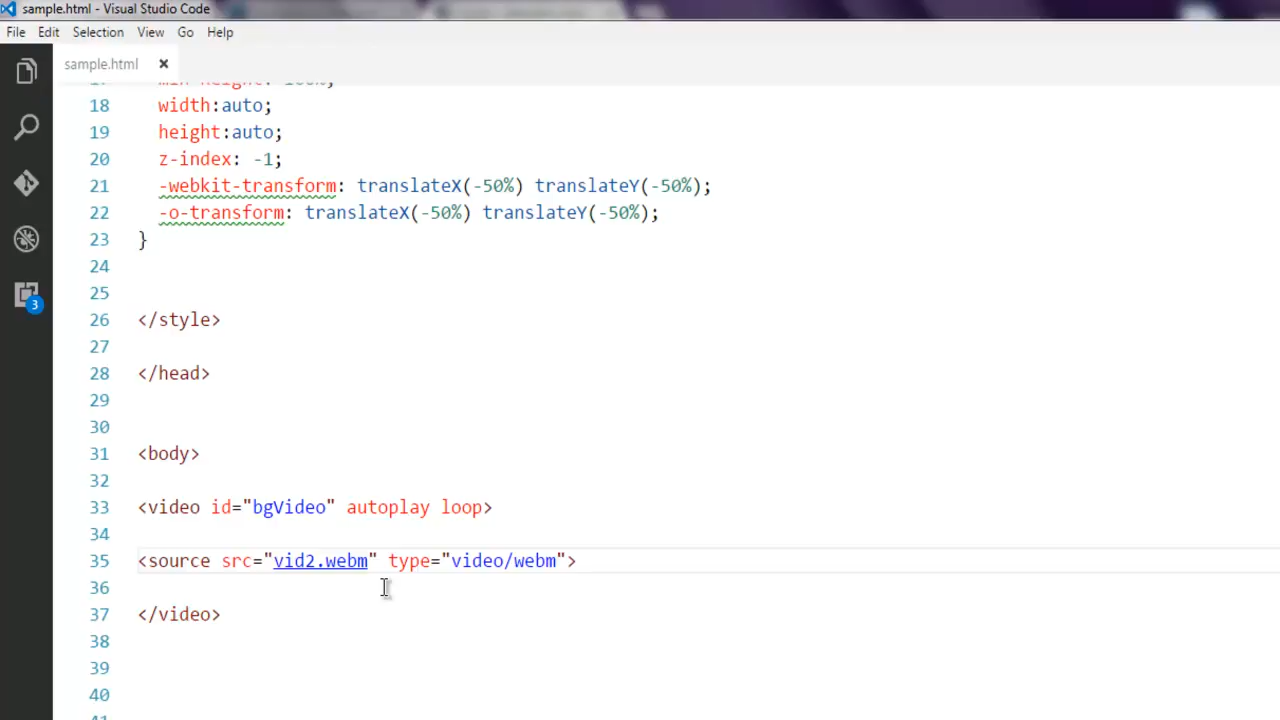 sample.html - Visual Studio Code
File Edit Selection View Go Help
sample.html ×
18 width:auto;
19 height:auto;
20 z-index: -1;
21 -webkit-transform: translateX(-50%) translateY(-50%);
22 -o-transform: translateX(-50%) translateY(-50%);
23 }
24
25
26 </style>
27
28 </head>
29
30
31 <body>
32
33 <video id="bgVideo" autoplay loop>
34
35 <source src="vid2.webm" type="video/webm">
36
37 </video>
38
39
40
3